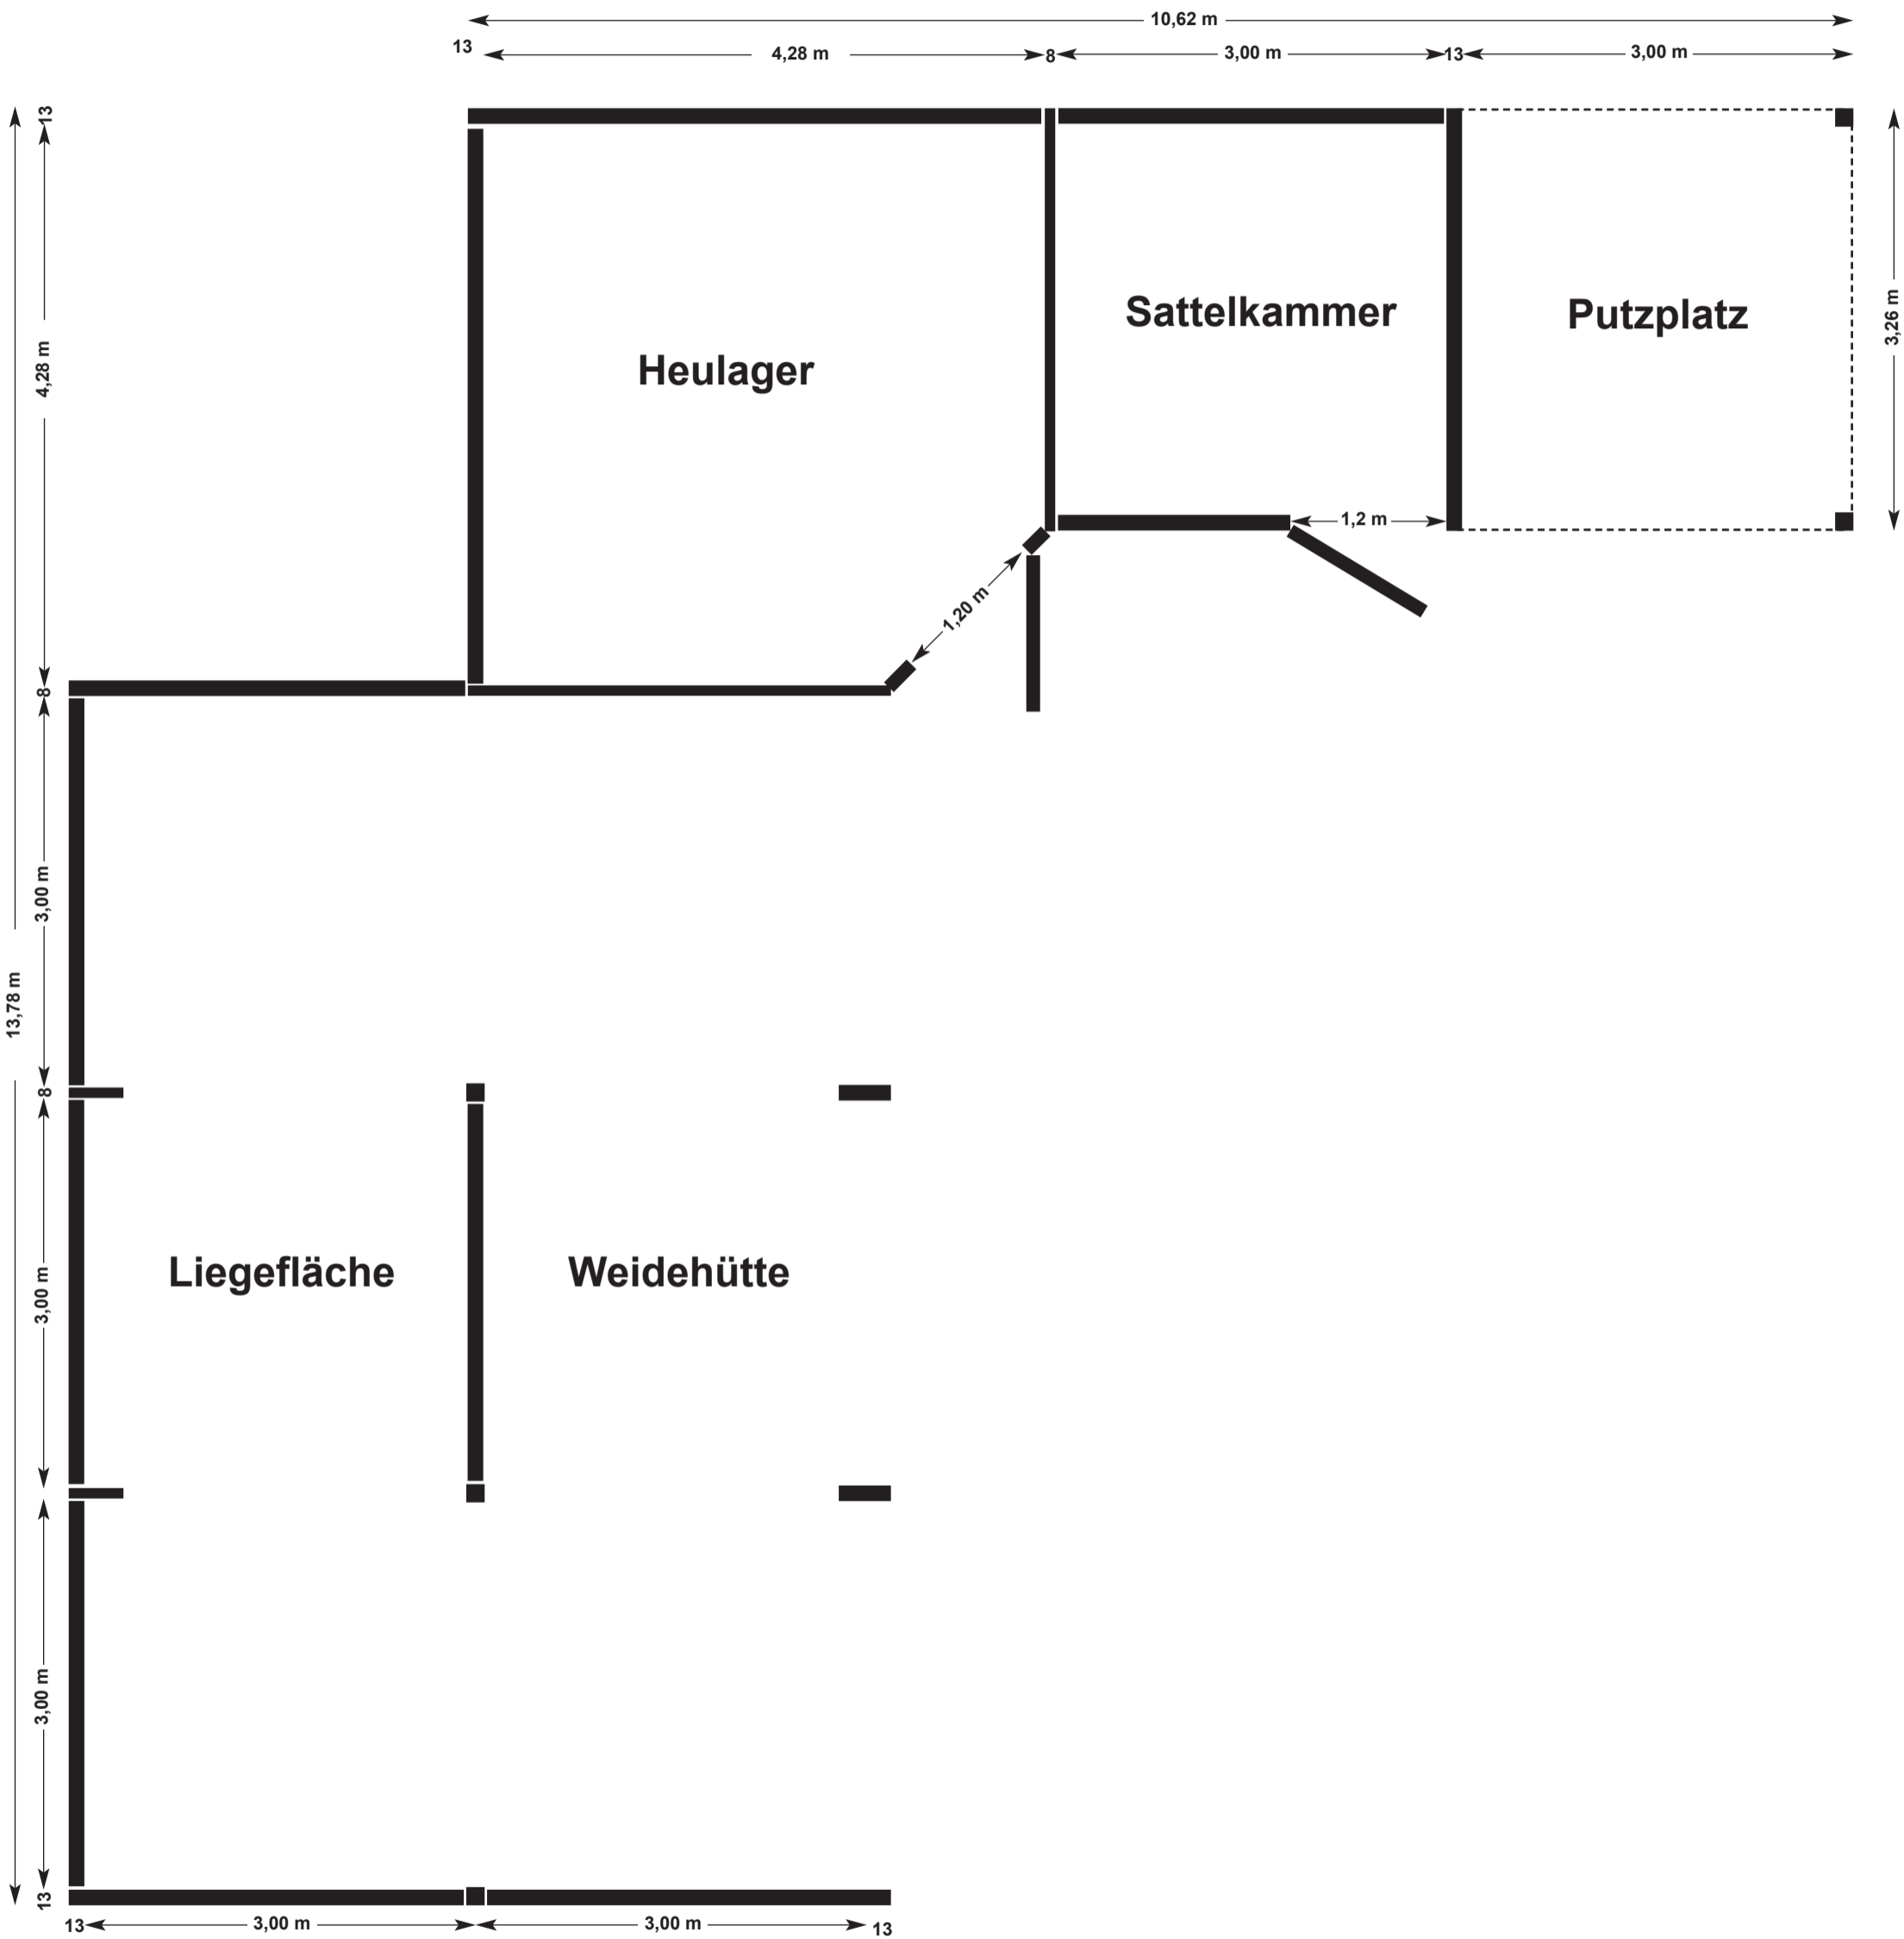 10,62 m
13
4,28 m
8
3,00 m
13
3,00 m
13
4,28 m
3,26 m
Sattelkammer
Putzplatz
Heulager
1,2 m
1,20 m
8
3,00 m
13,78 m
8
3,00 m
Liegefläche
Weidehütte
3,00 m
13
13
3,00 m
3,00 m
13